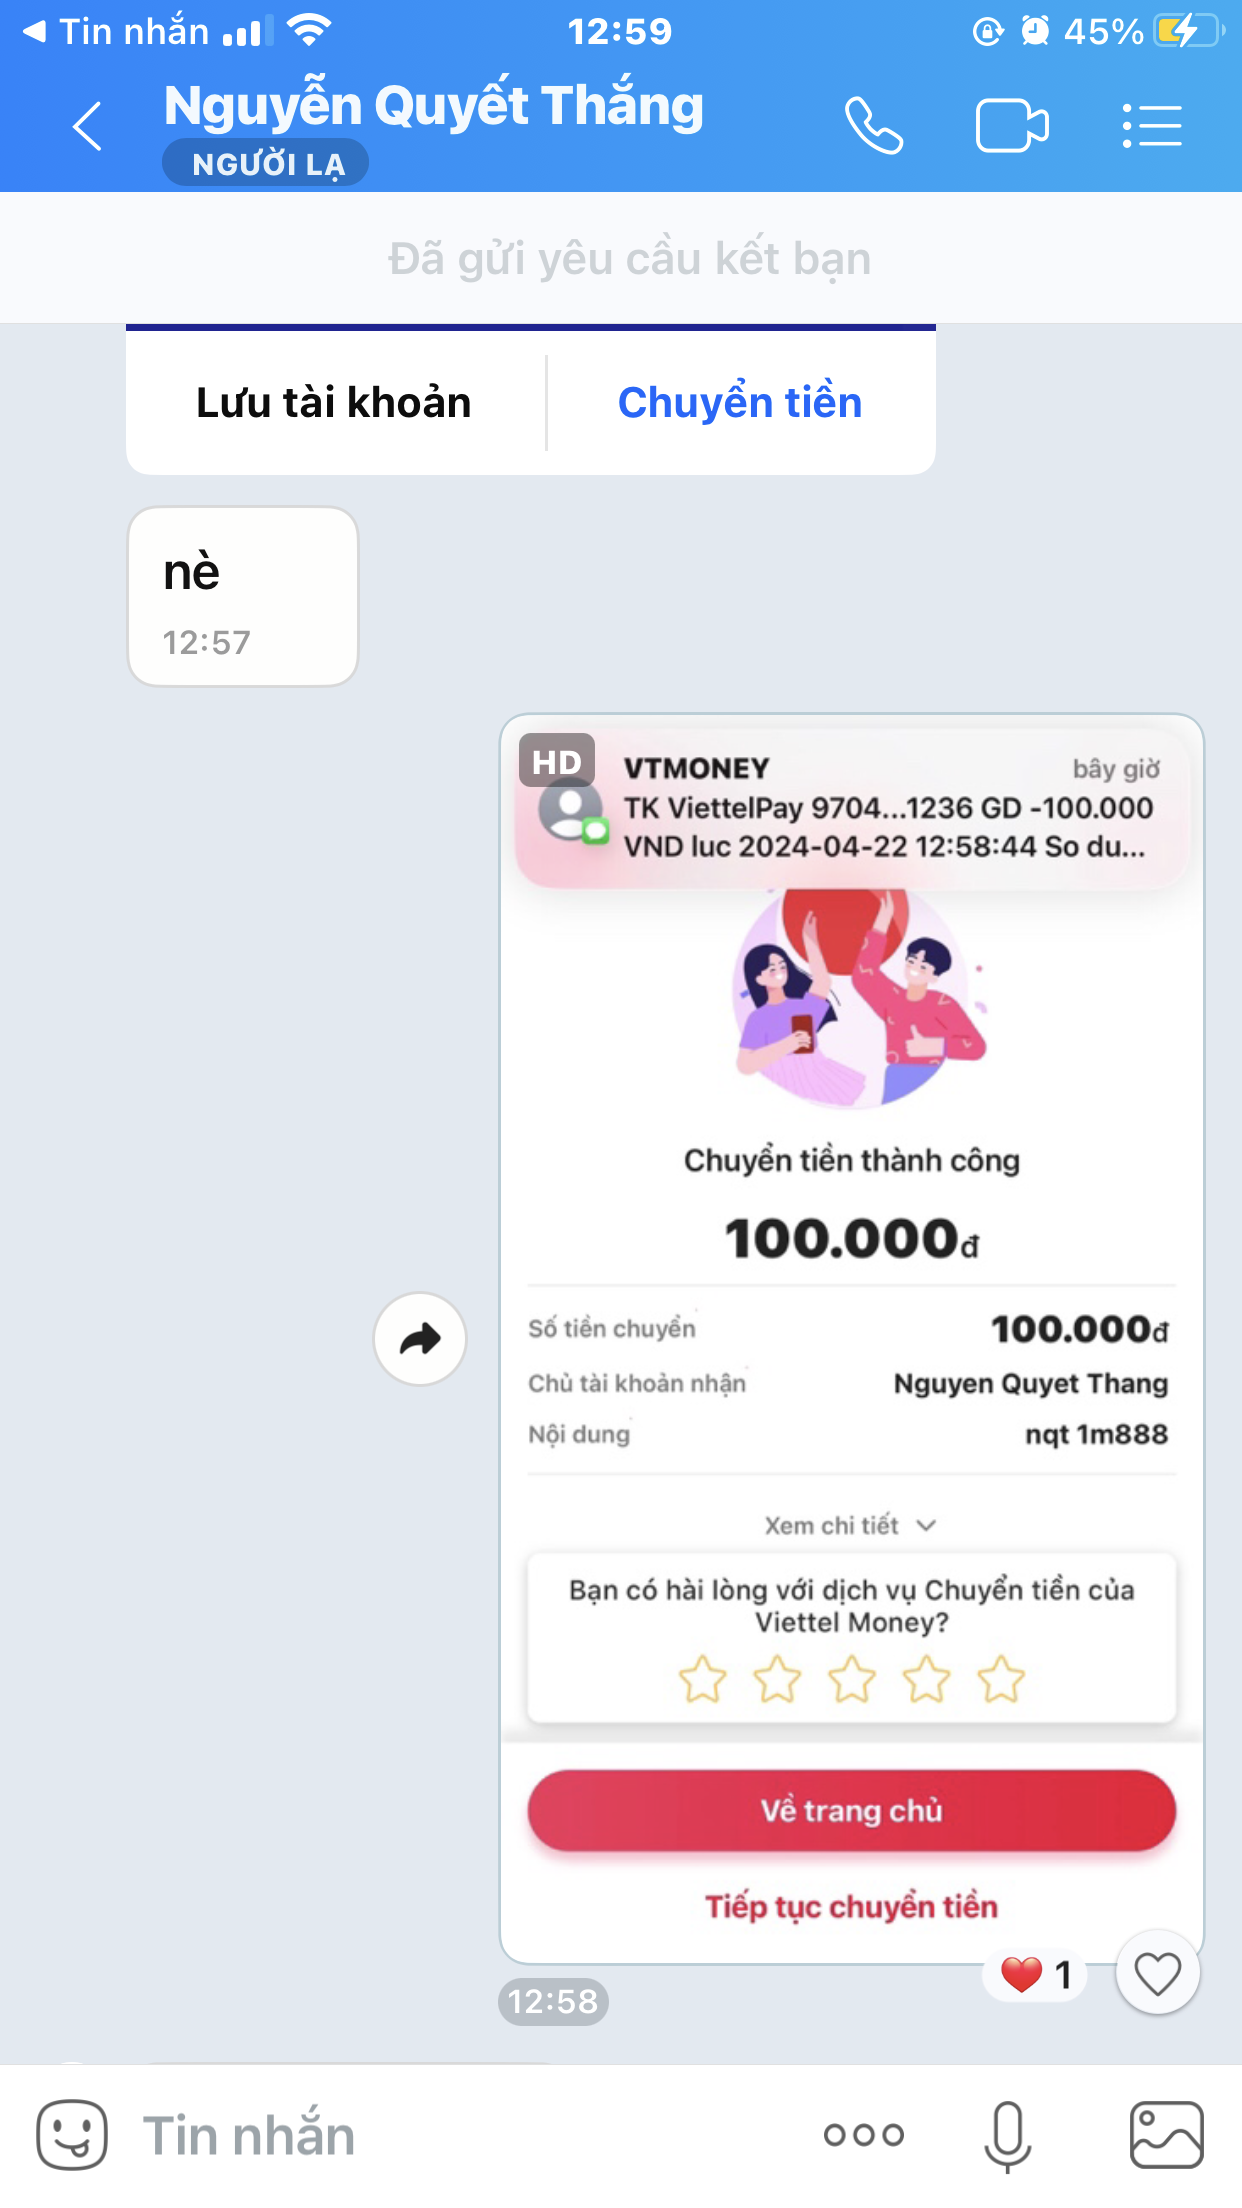 Tin nhắn
12:59
45%
Nguyễn Quyết Thắng
NGƯỜI LẠ
Đã gửi yêu cầu kết bạn
Lưu tài khoản
Chuyển tiền
nè
12:57
HD
VTMONEY
bây giờ
TK ViettelPay 9704...1236 GD -100.000
VND luc 2024-04-22 12:58:44 So du...
Chuyển tiền thành công
100.000đ
Số tiền chuyển
100.000đ
Chủ tài khoản nhận
Nguyen Quyet Thang
Nội dung
nqt 1m888
Xem chi tiết
Bạn có hài lòng với dịch vụ Chuyển tiền của
Viettel Money?
Về trang chủ
Tiếp tục chuyển tiền
1
12:58
Tin nhắn